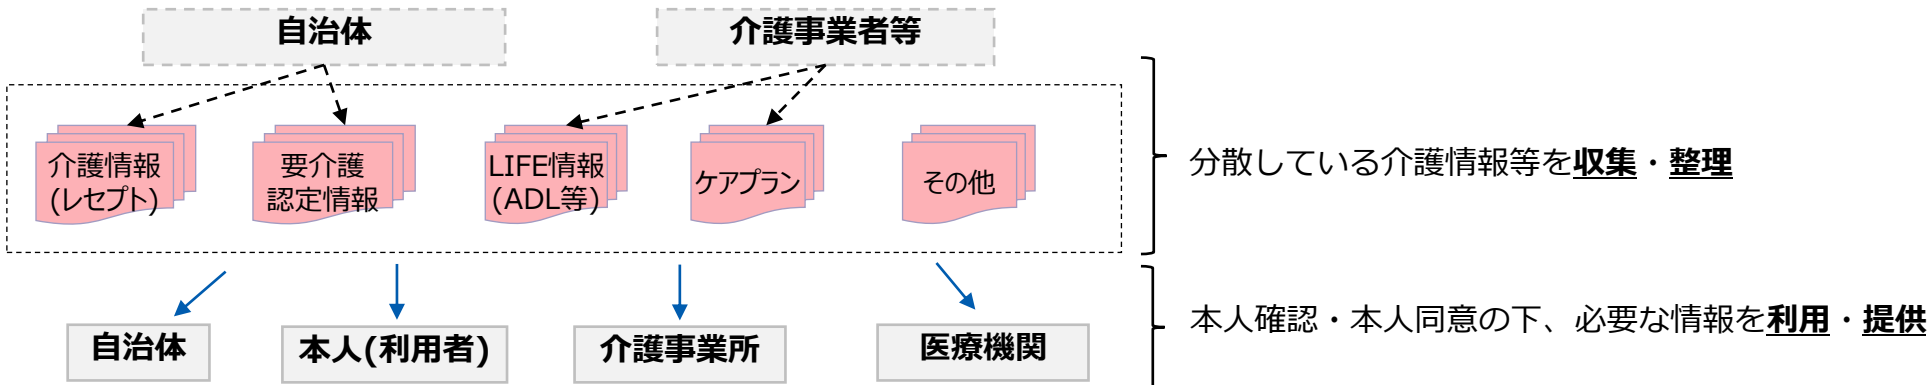 自治体
介護事業者等
介護情報
(レセプト)
要介護
認定情報
LIFE情報
(ADL等)
ケアプラン
その他
分散している介護情報等を収集・整理
自治体
本人(利用者)
介護事業所
医療機関
本人確認・本人同意の下、必要な情報を利用・提供